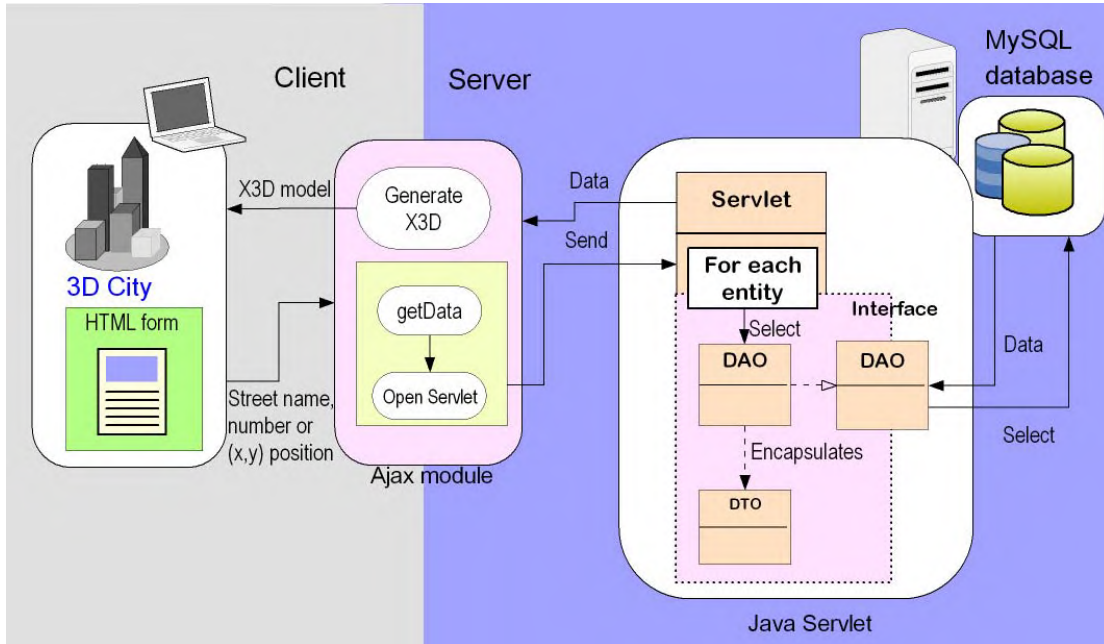 Client
Server
MySQL
database
X3D model
Generate
X3D
Data
Servlet
Send
For each
entity
3D City
HTML form
getData
Open Servlet
Street name,
number or
(x,y) position
Ajax module
Interface
Select
DAO
DAO
Data
Select
Encapsulates
DTO
Java Servlet